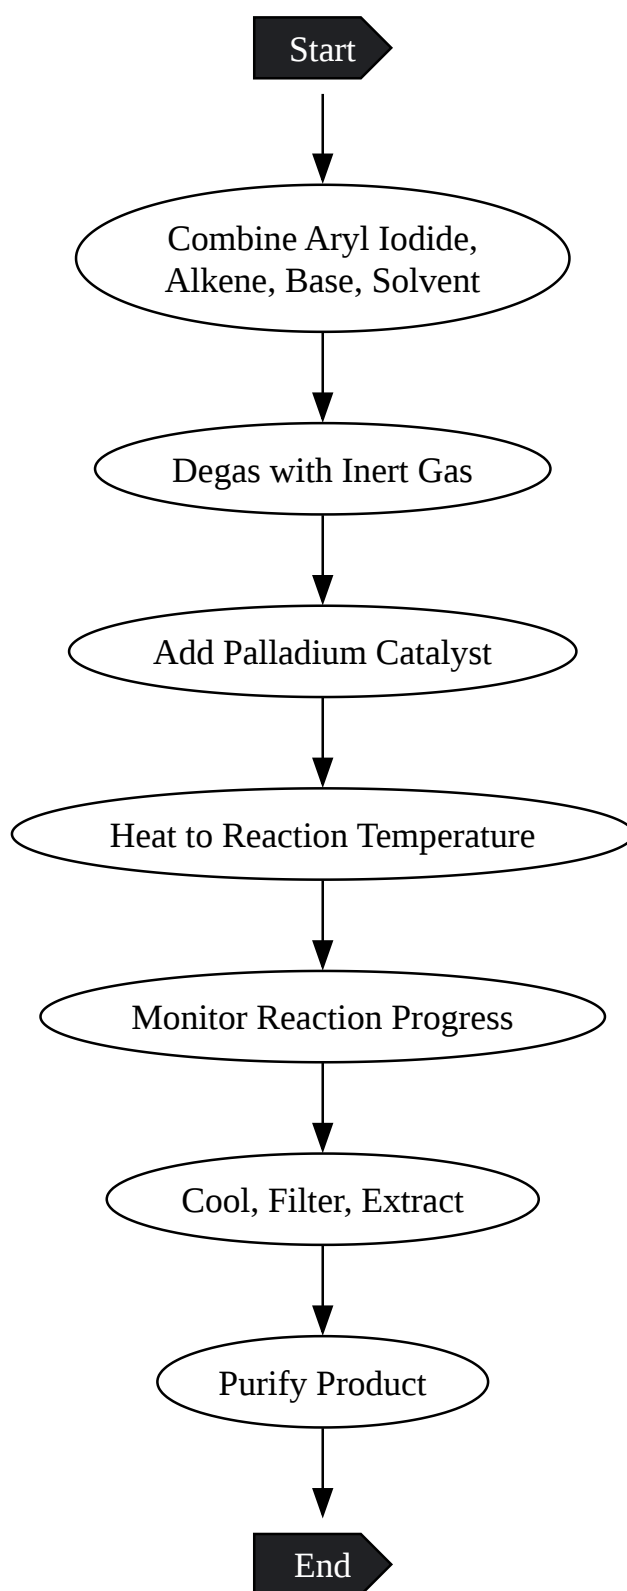 Start
Combine Aryl Iodide,
Alkene, Base, Solvent
Degas with Inert Gas
Add Palladium Catalyst
Heat to Reaction Temperature
Monitor Reaction Progress
Cool, Filter, Extract
Purify Product
End